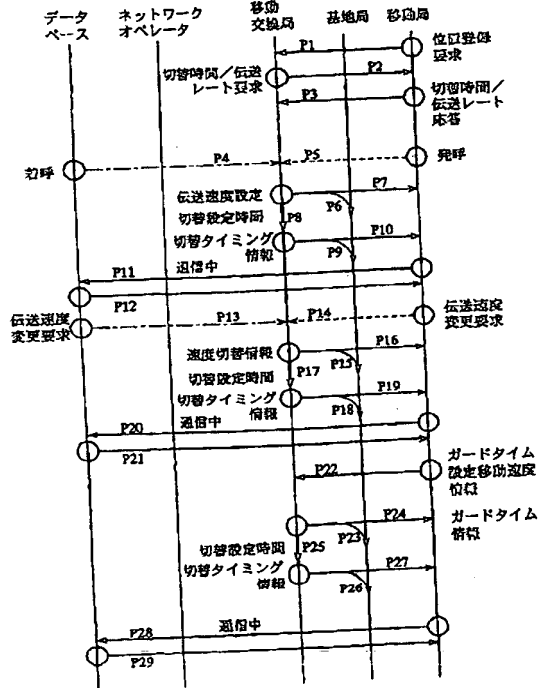 データ
ベース
ネットワーク
オペレータ
移動
交換局
基地局
移動局
P1
位置登録
要求
切替時間/伝送
レート要求
P2
P3
切替時間/
伝送レート
応答
着呼
P4
P5
発呼
伝送速度設定
P7
P6
切替設定時間
P8
切替タイミング
情報
P10
P9
P11
通信中
P12
伝送速度
変更要求
P13
P14
伝送速度
変更要求
速度切替情報
P16
P15
切替設定時間
P17
切替タイミング
情報
P19
P18
P20
通信中
P21
P22
ガードタイム
設定移動速度
情報
P24
ガードタイム
情報
P23
切替設定時間
P25
切替タイミング
情報
P27
P26
P28
通信中
P29